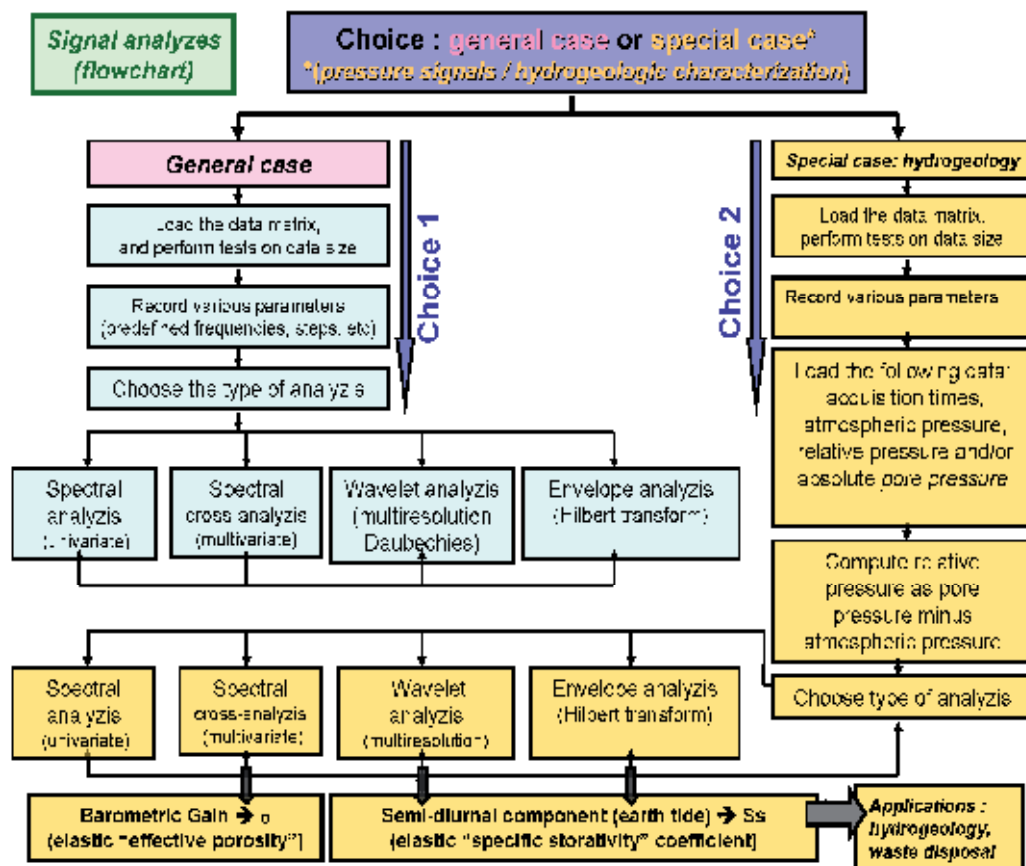 Signal analyzes
(flowchart)
Choice : general case or special case*
*(pressure signals / hydrogeologic characterization)
General case
Load the data matrix,
and perform tests on data size
Record various parameters
(predefined frequencies, steps, etc)
Choose the type of analyzis
Choice 1
Spectral
analyzis
(univariate)
Spectral
cross-analyzis
(multivariate)
Wavelet analyzis
(multiresolution
Daubechies)
Envelope analyzis
(Hilbert transform)
Choice 2
Special case: hydrogeology
Load the data matrix,
perform tests on data size
Record various parameters
Load the following data:
acquisition times,
atmospheric pressure,
relative pressure and/or
absolute pore pressure
Compute relative
pressure as pore
pressure minus
atmospheric pressure
Choose type of analyzis
Spectral
analyzis
(univariate)
Spectral
cross-analyzis
(multivariate)
Wavelet
analyzis
(multiresolution)
Envelope analyzis
(Hilbert transform)
Barometric Gain →
(elastic "effective porosity"]
Semi-diurnal component (earth tide) → Ss
(elastic "specific storativity" coefficient]
Applications :
hydrogeology,
waste disposal